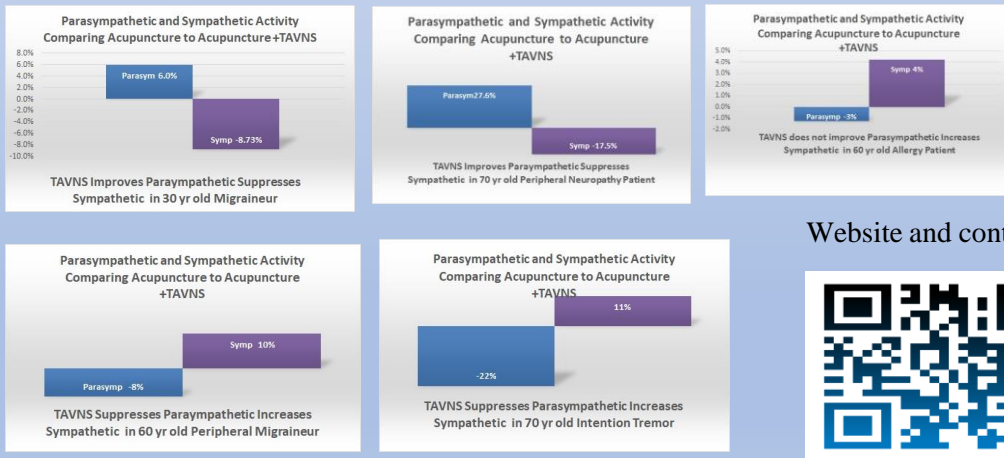 Parasympathetic and Sympathetic Activity
Comparing Acupuncture to Acupuncture+TAVNS
8.0%
6.0%
4.0%
2.0%
0.0%
-2.0%
-4.0%
-6.0%
-8.0%
-10.0%
Parasym 6.0%
Symp -8.73%
TAVNS Improves Paraympathetic Suppresses
Sympathetic in 30 yr old Migraineur
Parasympathetic and Sympathetic Activity
Comparing Acupuncture to Acupuncture
+TAVNS
Parasym27.6%
Symp -17.5%
TAVNS Improves Paraympathetic Suppresses
Sympathetic in 70 yr old Peripheral Neuropathy Patient
Parasympathetic and Sympathetic Activity
Comparing Acupuncture to Acupuncture
+TAVNS
5.0%
4.0%
3.0%
2.0%
1.0%
0.0%
-1.0%
-2.0%
Symp 4%
Parasymp -3%
TAVNS does not improve Parasympathetic Increases
Sympathetic in 60 yr old Allergy Patient
Website and cont
Parasympathetic and Sympathetic Activity
Comparing Acupuncture to Acupuncture
+TAVNS
Symp 10%
Parasymp -8%
TAVNS Suppresses Paraympathetic Increases
Sympathetic in 60 yr old Peripheral Migraineur
Parasympathetic and Sympathetic Activity
Comparing Acupuncture to Acupuncture
+TAVNS
11%
-22%
TAVNS Suppresses Parasympathetic Increases
Sympathetic in 70 yr old Intention Tremor